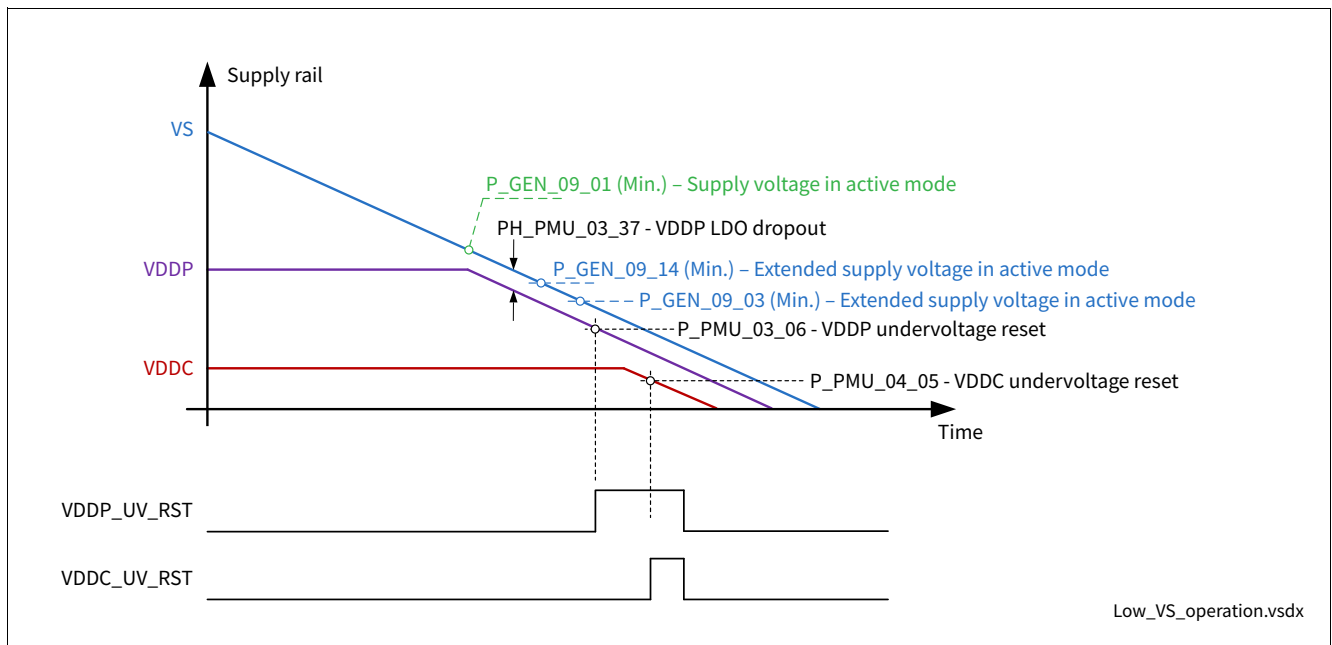 Supply rail
VS
P_GEN_09_01 (Min.) – Supply voltage in active mode
PH_PMU_03_37 - VDDP LDO dropout
VDDP
P_GEN_09_14 (Min.) – Extended supply voltage in active mode
P_GEN_09_03 (Min.) – Extended supply voltage in active mode
P_PMU_03_06 - VDDP undervoltage reset
VDDC
P_PMU_04_05 - VDDC undervoltage reset
Time
VDDP_UV_RST
VDDC_UV_RST
Low_VS_operation.vsdx